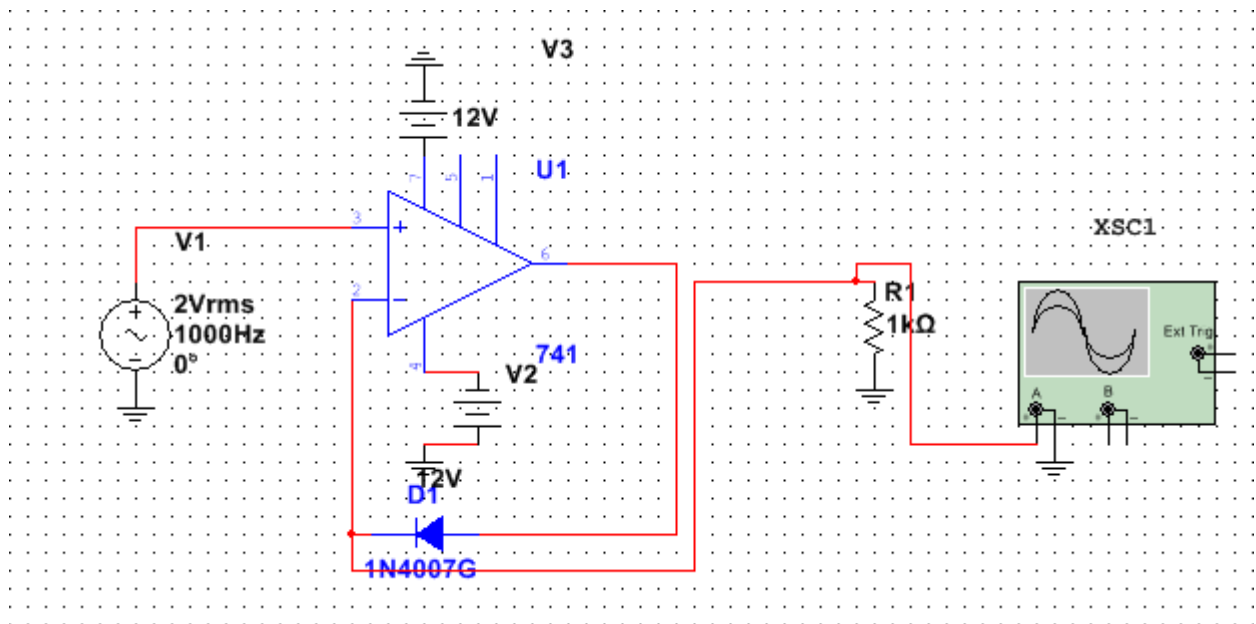 V3
12V
U1
7
5
1
XSC1
3
+
V1
6
2
−
2Vrms
1000Hz
0°
+
−
R1
1kΩ
Ext Trig
+
−
741
4
V2
A
B
+
−
+
−
12V
D1
1N4007G